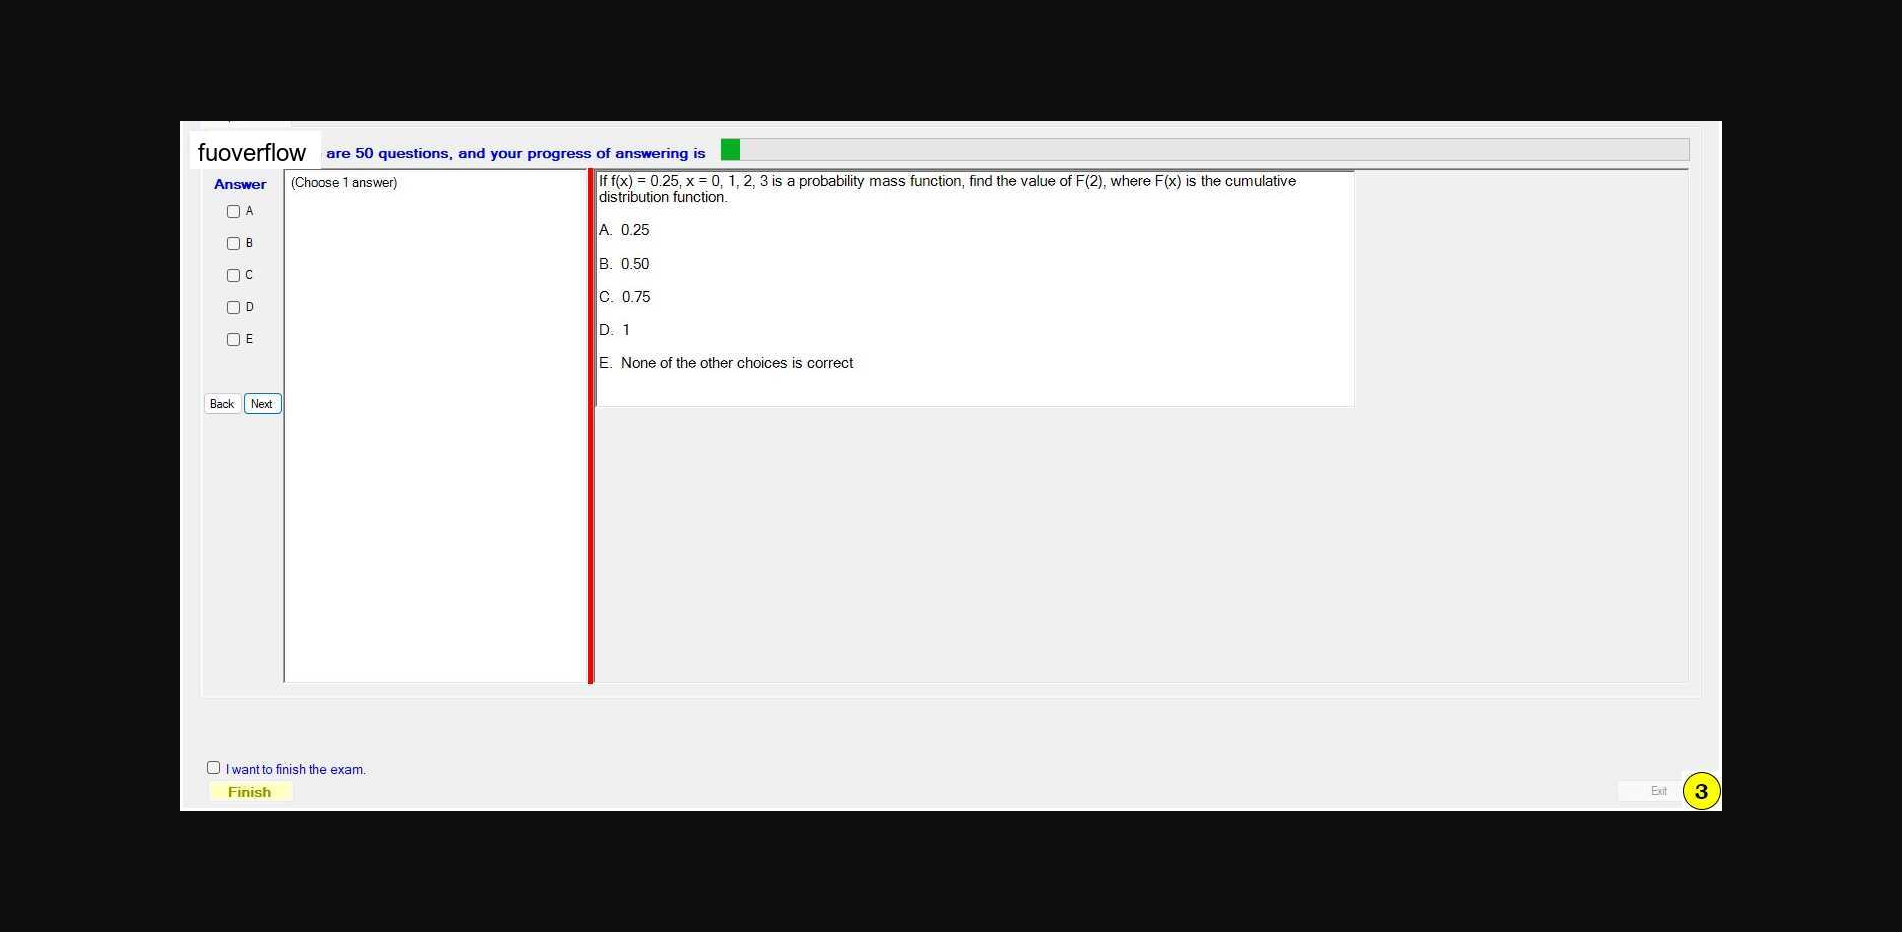 fuoverflow are 50 questions, and your progress of answering is
Answer
(Choose 1 answer)
A
B
C
D
E
Back Next
If f(x) = 0.25, x = 0, 1, 2, 3 is a probability mass function, find the value of F(2), where F(x) is the cumulative
distribution function.
A. 0.25
B. 0.50
C. 0.75
D. 1
E. None of the other choices is correct
I want to finish the exam.
Finish
Exit
3